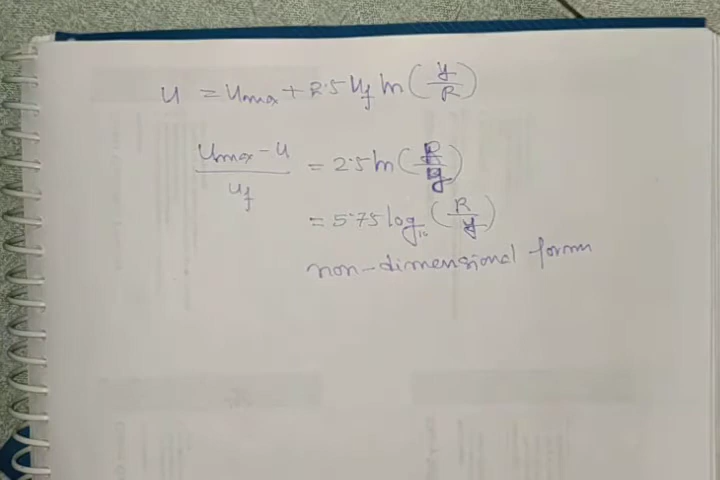 u = umax + 2.5 uf ln (y/R)
(umax - u)/uf = 2.5 ln (R/y)
= 5.75 log10 (R/y)
non-dimensional form